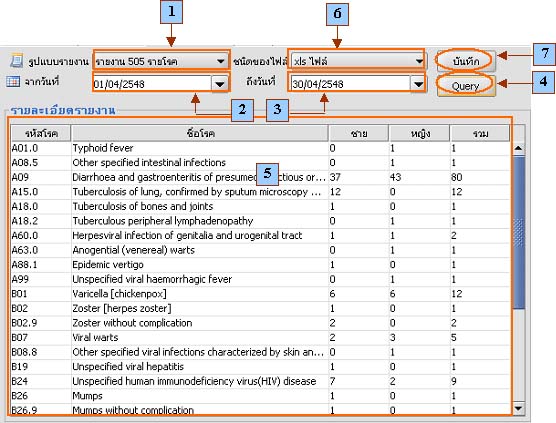 1
6
รูปแบบรายงาน รายงาน 505 รายโรค ชนิดของไฟล์ xls ไฟล์ บันทึก 7
จากวันที่ 01/04/2548 ถึงวันที่ 30/04/2548 Query 4
2 3
รายละเอียดรายงาน
รหัสโรค ชื่อโรค ชาย หญิง รวม
A01.0 Typhoid fever 0 1 1
A08.5 Other specified intestinal infections 0 1 1
A09 Diarrhoea and gastroenteritis of presumed 5 ctious or... 37 43 80
A15.0 Tuberculosis of lung, confirmed by sputum microscopy ... 12 0 12
A18.0 Tuberculosis of bones and joints 1 0 1
A18.2 Tuberculous peripheral lymphadenopathy 0 1 1
A60.0 Herpesviral infection of genitalia and urogenital tract 1 1 2
A63.0 Anogential (venereal) warts 0 1 1
A88.1 Epidemic vertigo 1 0 1
A99 Unspecified viral haemorrhagic fever 0 1 1
B01 Varicella [chickenpox] 6 6 12
B02 Zoster [herpes zoster] 1 0 1
B02.9 Zoster without complication 2 0 2
B07 Viral warts 2 3 5
B08.8 Other specified viral infections characterized by skin an... 0 1 1
B19 Unspecified viral hepatitis 1 0 1
B24 Unspecified human immunodeficiency virus(HIV) disease 7 2 9
B26 Mumps 1 0 1
B26.9 Mumps without complication 1 0 1